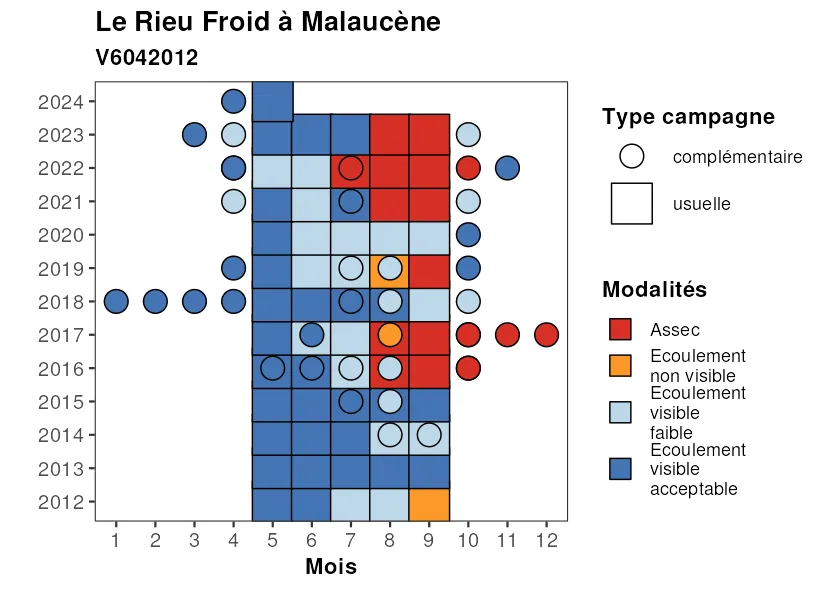 Le Rieu Froid à Malaucène
V6042012
2024
2023
2022
2021
2020
2019
2018
2017
2016
2015
2014
2013
2012
1 2 3 4 5 6 7 8 9 10 11 12
Mois
Type campagne
complémentaire
usuelle
Modalités
Assec
Ecoulement
non visible
Ecoulement
visible
faible
Ecoulement
visible
acceptable